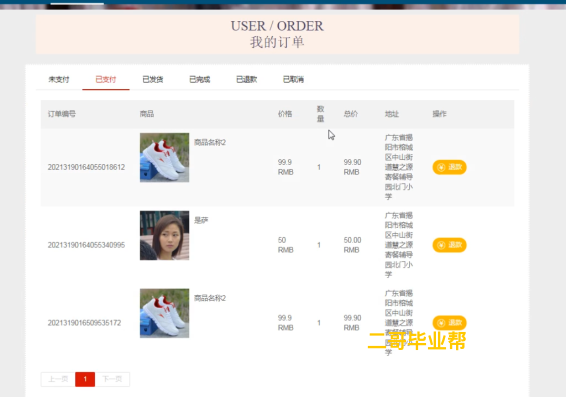 USER / ORDER
我的订单
未支付 已支付 已发货 已完成 已退款 已取消
订单编号 商品 价格 数量 总价 地址 操作
20213190164055018612 商品名称2 99.9 RMB 1 99.90 RMB 广东省揭阳市榕城区中山街道慧之源寄餐辅导园北门小学 退款
20213190164055340995 是萨 50 RMB 1 50.00 RMB 广东省揭阳市榕城区中山街道慧之源寄餐辅导园北门小学 退款
2021319016509535172 商品名称2 99.9 RMB 1 99.90 RMB 广东省揭阳市榕城区中山街道慧之源寄餐辅导园北门小学 退款
二哥毕业帮
上一页 1 下一页